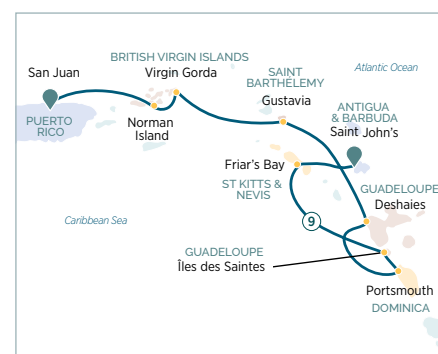 BRITISH VIRGIN ISLANDS
San Juan
Virgin Gorda
Atlantic Ocean
SAINT
BARTHÉLEMY
Gustavia
ANTIGUA
& BARBUDA
Saint John's
PUERTO
RICO
Norman
Island
Friar's Bay
ST KITTS &
NEVIS
GUADELOUPE
Deshaies
Caribbean Sea
9
GUADELOUPE
Îles des Saintes
Portsmouth
DOMINICA